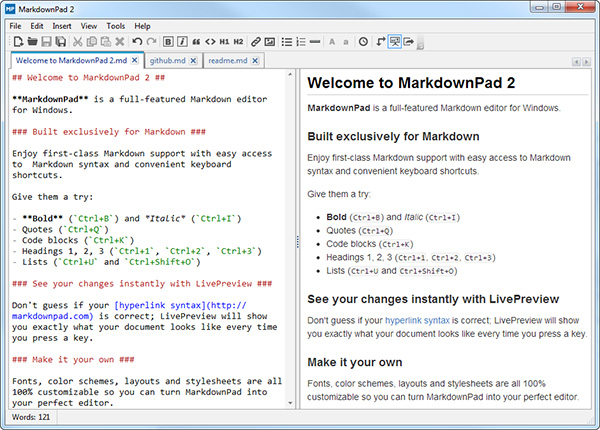 MarkdownPad 2
File Edit Insert View Tools Help
B I “ <> H1 H2 A a
Welcome to MarkdownPad 2.md github.md readme.md
## Welcome to MarkdownPad 2 ##
**MarkdownPad** is a full-featured Markdown editor
for Windows.
### Built exclusively for Markdown ###
Enjoy first-class Markdown support with easy access
to  Markdown syntax and convenient keyboard
shortcuts.
Give them a try:
- **Bold** (`Ctrl+B`) and *Italic* (`Ctrl+I`)
- Quotes (`Ctrl+Q`)
- Code blocks (`Ctrl+K`)
- Headings 1, 2, 3 (`Ctrl+1`, `Ctrl+2`, `Ctrl+3`)
- Lists (`Ctrl+U` and `Ctrl+Shift+O`)
### See your changes instantly with LivePreview ###
Don't guess if your [hyperlink syntax](http://
markdownpad.com) is correct; LivePreview will show
you exactly what your document looks like every time
you press a key.
### Make it your own ###
Fonts, color schemes, layouts and stylesheets are all
100% customizable so you can turn MarkdownPad into
your perfect editor.
Welcome to MarkdownPad 2
MarkdownPad is a full-featured Markdown editor for Windows.
Built exclusively for Markdown
Enjoy first-class Markdown support with easy access to Markdown
syntax and convenient keyboard shortcuts.
Give them a try:
• Bold (Ctrl+B) and Italic (Ctrl+I)
• Quotes (Ctrl+Q)
• Code blocks (Ctrl+K)
• Headings 1, 2, 3 (Ctrl+1, Ctrl+2, Ctrl+3)
• Lists (Ctrl+U and Ctrl+Shift+O)
See your changes instantly with LivePreview
Don't guess if your hyperlink syntax is correct; LivePreview will show
you exactly what your document looks like every time you press a key.
Make it your own
Fonts, color schemes, layouts and stylesheets are all 100%
customizable so you can turn MarkdownPad into your perfect editor.
Words: 121